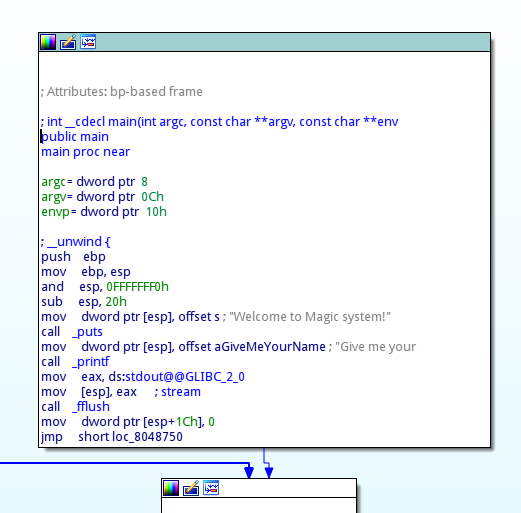 ; Attributes: bp-based frame
; int __cdecl main(int argc, const char **argv, const char **env
public main
main proc near
argc= dword ptr 8
argv= dword ptr 0Ch
envp= dword ptr 10h
; __unwind {
push ebp
mov ebp, esp
and esp, 0FFFFFFF0h
sub esp, 20h
mov dword ptr [esp], offset s ; "Welcome to Magic system!"
call _puts
mov dword ptr [esp], offset aGiveMeYourName ; "Give me your
call _printf
mov eax, ds:stdout@@GLIBC_2_0
mov [esp], eax ; stream
call _fflush
mov dword ptr [esp+1Ch], 0
jmp short loc_8048750